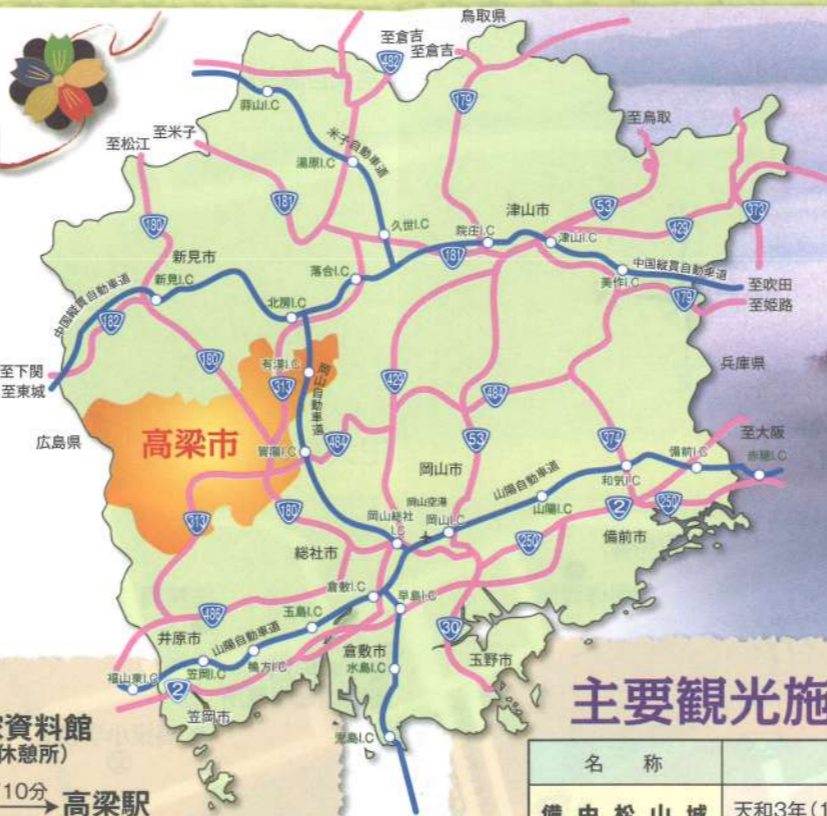 鳥取県
至倉吉
至倉吉
482
179
至鳥取
蒜山I.C
至米子
至松江
米子自動車道
湯原I.C
181
53
429
373
180
久世I.C
院庄I.C
津山市
津山I.C
新見市
181
中国縦貫自動車道
落合I.C
美作I.C
至吹田
新見I.C
179
至姫路
中国縦貫自動車道
182
北房I.C
180
至下関
至東城
有漢I.C
岡山自動車道
兵庫県
313
429
484
広島県
高梁市
賀陽I.C
484
53
374
至大阪
備前I.C
赤穂I.C
岡山市
和気I.C
山陽自動車道
313
180
岡山空港
岡山総社I.C
岡山I.C
山陽I.C
2
250
備前市
総社市
250
倉敷I.C
486
玉島I.C
早島I.C
30
井原市
山陽自動車道
倉敷市
玉野市
福山東I.C
笠岡I.C
鴨方I.C
水島I.C
2
笠岡市
児島I.C
資料館
休憩所)
10分
高梁駅
主要観光施
名 称
備中松山城
天和3年(1